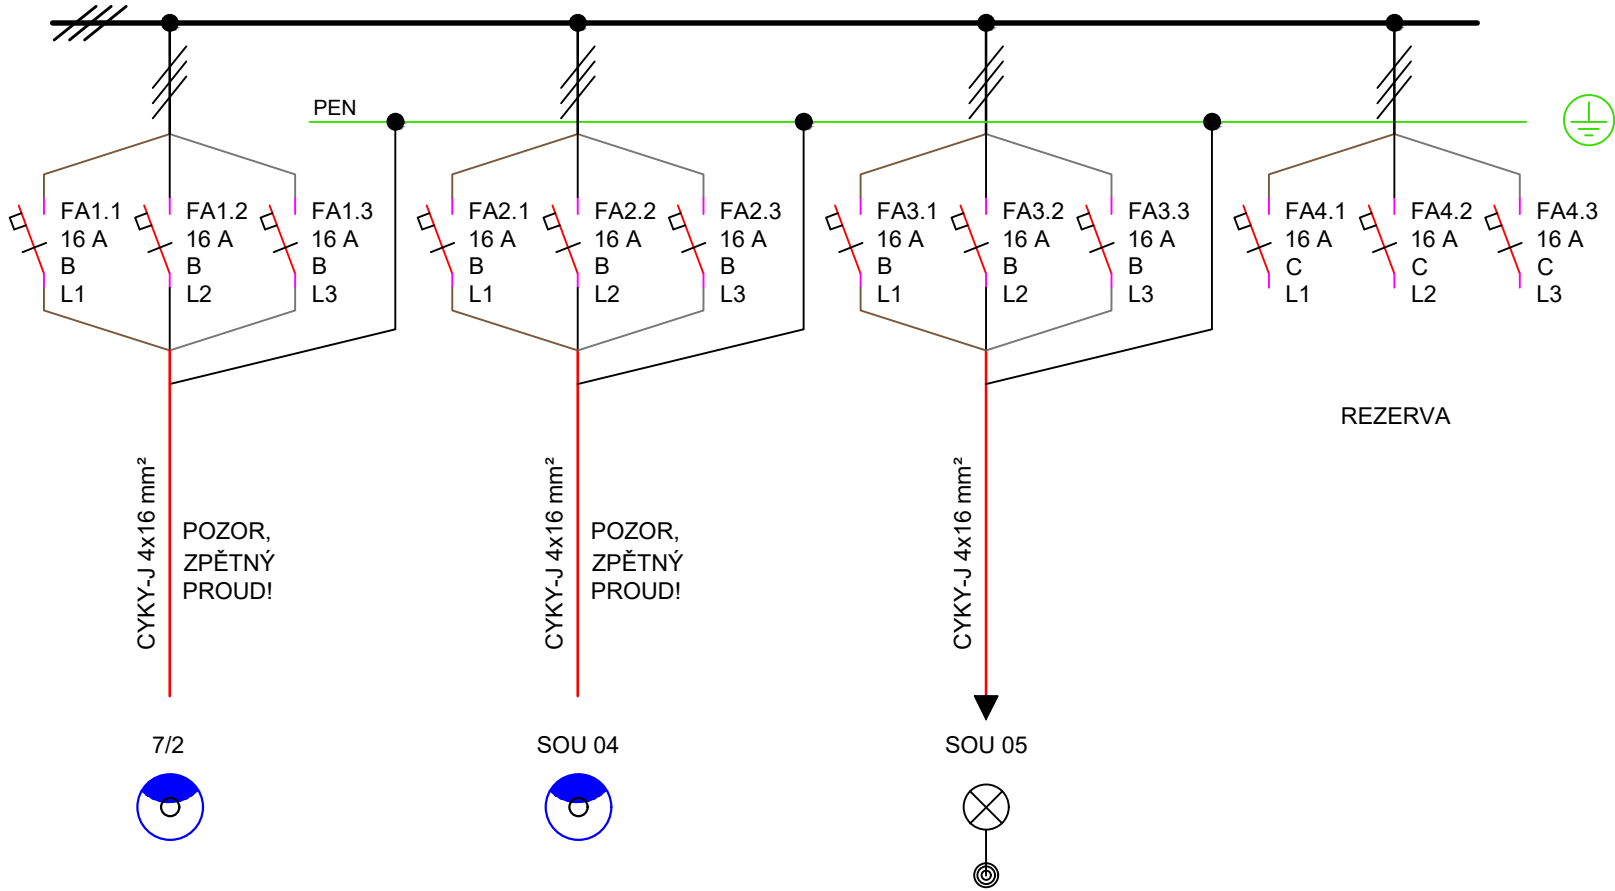 PEN
FA1.1
16 A
B
L1
FA1.2
16 A
B
L2
FA1.3
16 A
B
L3
FA2.1
16 A
B
L1
FA2.2
16 A
B
L2
FA2.3
16 A
B
L3
FA3.1
16 A
B
L1
FA3.2
16 A
B
L2
FA3.3
16 A
B
L3
FA4.1
16 A
C
L1
FA4.2
16 A
C
L2
FA4.3
16 A
C
L3
REZERVA
CYKY-J 4x16 mm²
POZOR,
ZPĚTNÝ
PROUD!
CYKY-J 4x16 mm²
POZOR,
ZPĚTNÝ
PROUD!
CYKY-J 4x16 mm²
7/2
SOU 04
SOU 05